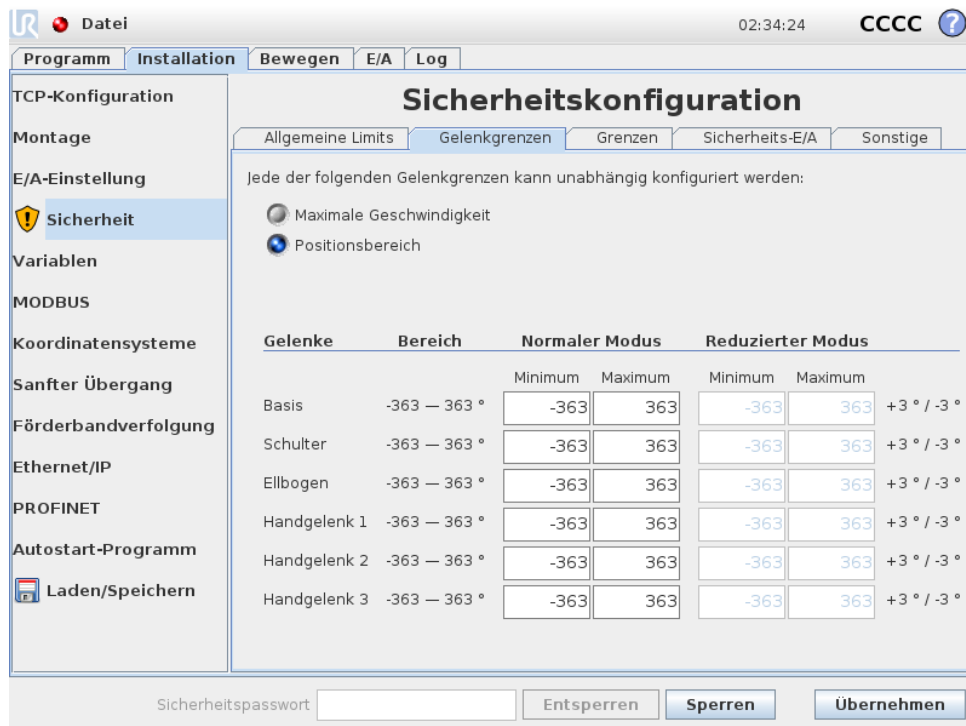 UR Datei 02:34:24 CCCC ?
Programm Installation Bewegen E/A Log
TCP-Konfiguration
Montage
E/A-Einstellung
Sicherheit
Variablen
MODBUS
Koordinatensysteme
Sanfter Übergang
Förderbandverfolgung
Ethernet/IP
PROFINET
Autostart-Programm
Laden/Speichern
Sicherheitskonfiguration
Allgemeine Limits Gelenkgrenzen Grenzen Sicherheits-E/A Sonstige
Jede der folgenden Gelenkgrenzen kann unabhängig konfiguriert werden:
Maximale Geschwindigkeit
Positionsbereich
Gelenke Bereich Normaler Modus Reduzierter Modus
Minimum Maximum Minimum Maximum
Basis -363 — 363 ° -363 363 -363 363 +3 ° / -3 °
Schulter -363 — 363 ° -363 363 -363 363 +3 ° / -3 °
Ellbogen -363 — 363 ° -363 363 -363 363 +3 ° / -3 °
Handgelenk 1 -363 — 363 ° -363 363 -363 363 +3 ° / -3 °
Handgelenk 2 -363 — 363 ° -363 363 -363 363 +3 ° / -3 °
Handgelenk 3 -363 — 363 ° -363 363 -363 363 +3 ° / -3 °
Sicherheitspasswort Entsperren Sperren Übernehmen